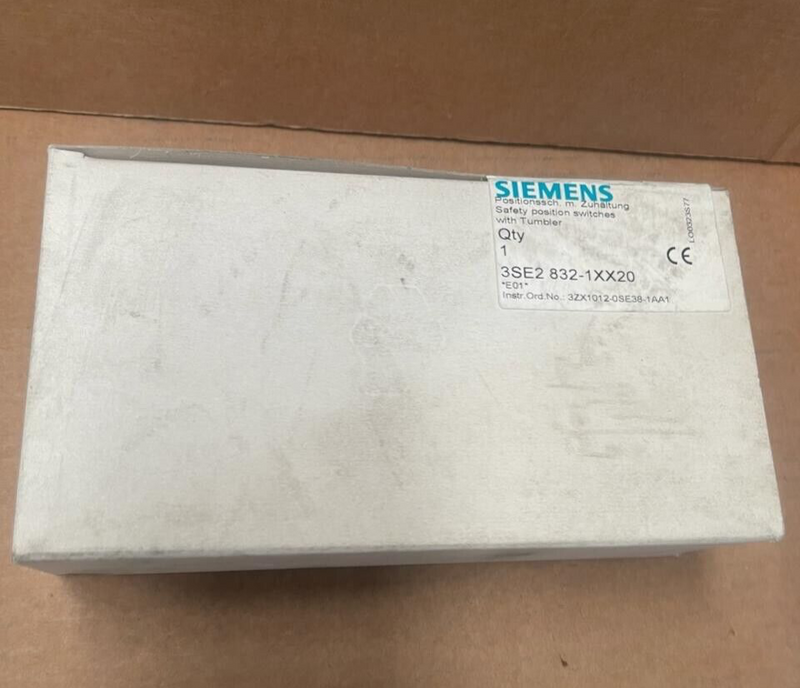 SIEMENS
Positionssch. m. Zuhaltung
Safety position switches
with Tumbler
Qty
1
3SE2 832-1XX20
*E01*
Instr.Ord.No.: 3ZX1012-0SE38-1AA1
CE